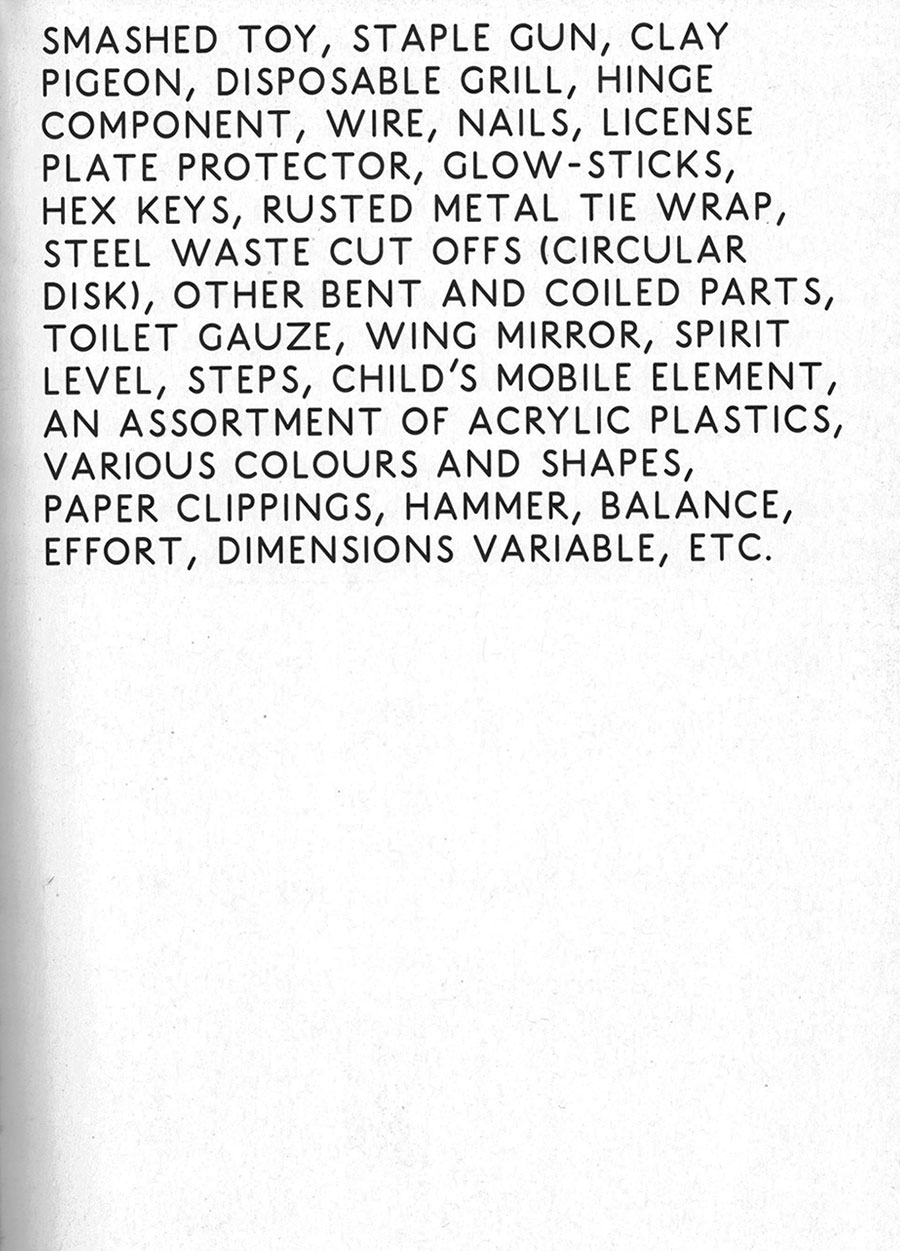 SMASHED TOY, STAPLE GUN, CLAY
PIGEON, DISPOSABLE GRILL, HINGE
COMPONENT, WIRE, NAILS, LICENSE
PLATE PROTECTOR, GLOW-STICKS,
HEX KEYS, RUSTED METAL TIE WRAP,
STEEL WASTE CUT OFFS (CIRCULAR
DISK), OTHER BENT AND COILED PARTS,
TOILET GAUZE, WING MIRROR, SPIRIT
LEVEL, STEPS, CHILD'S MOBILE ELEMENT,
AN ASSORTMENT OF ACRYLIC PLASTICS,
VARIOUS COLOURS AND SHAPES,
PAPER CLIPPINGS, HAMMER, BALANCE,
EFFORT, DIMENSIONS VARIABLE, ETC.